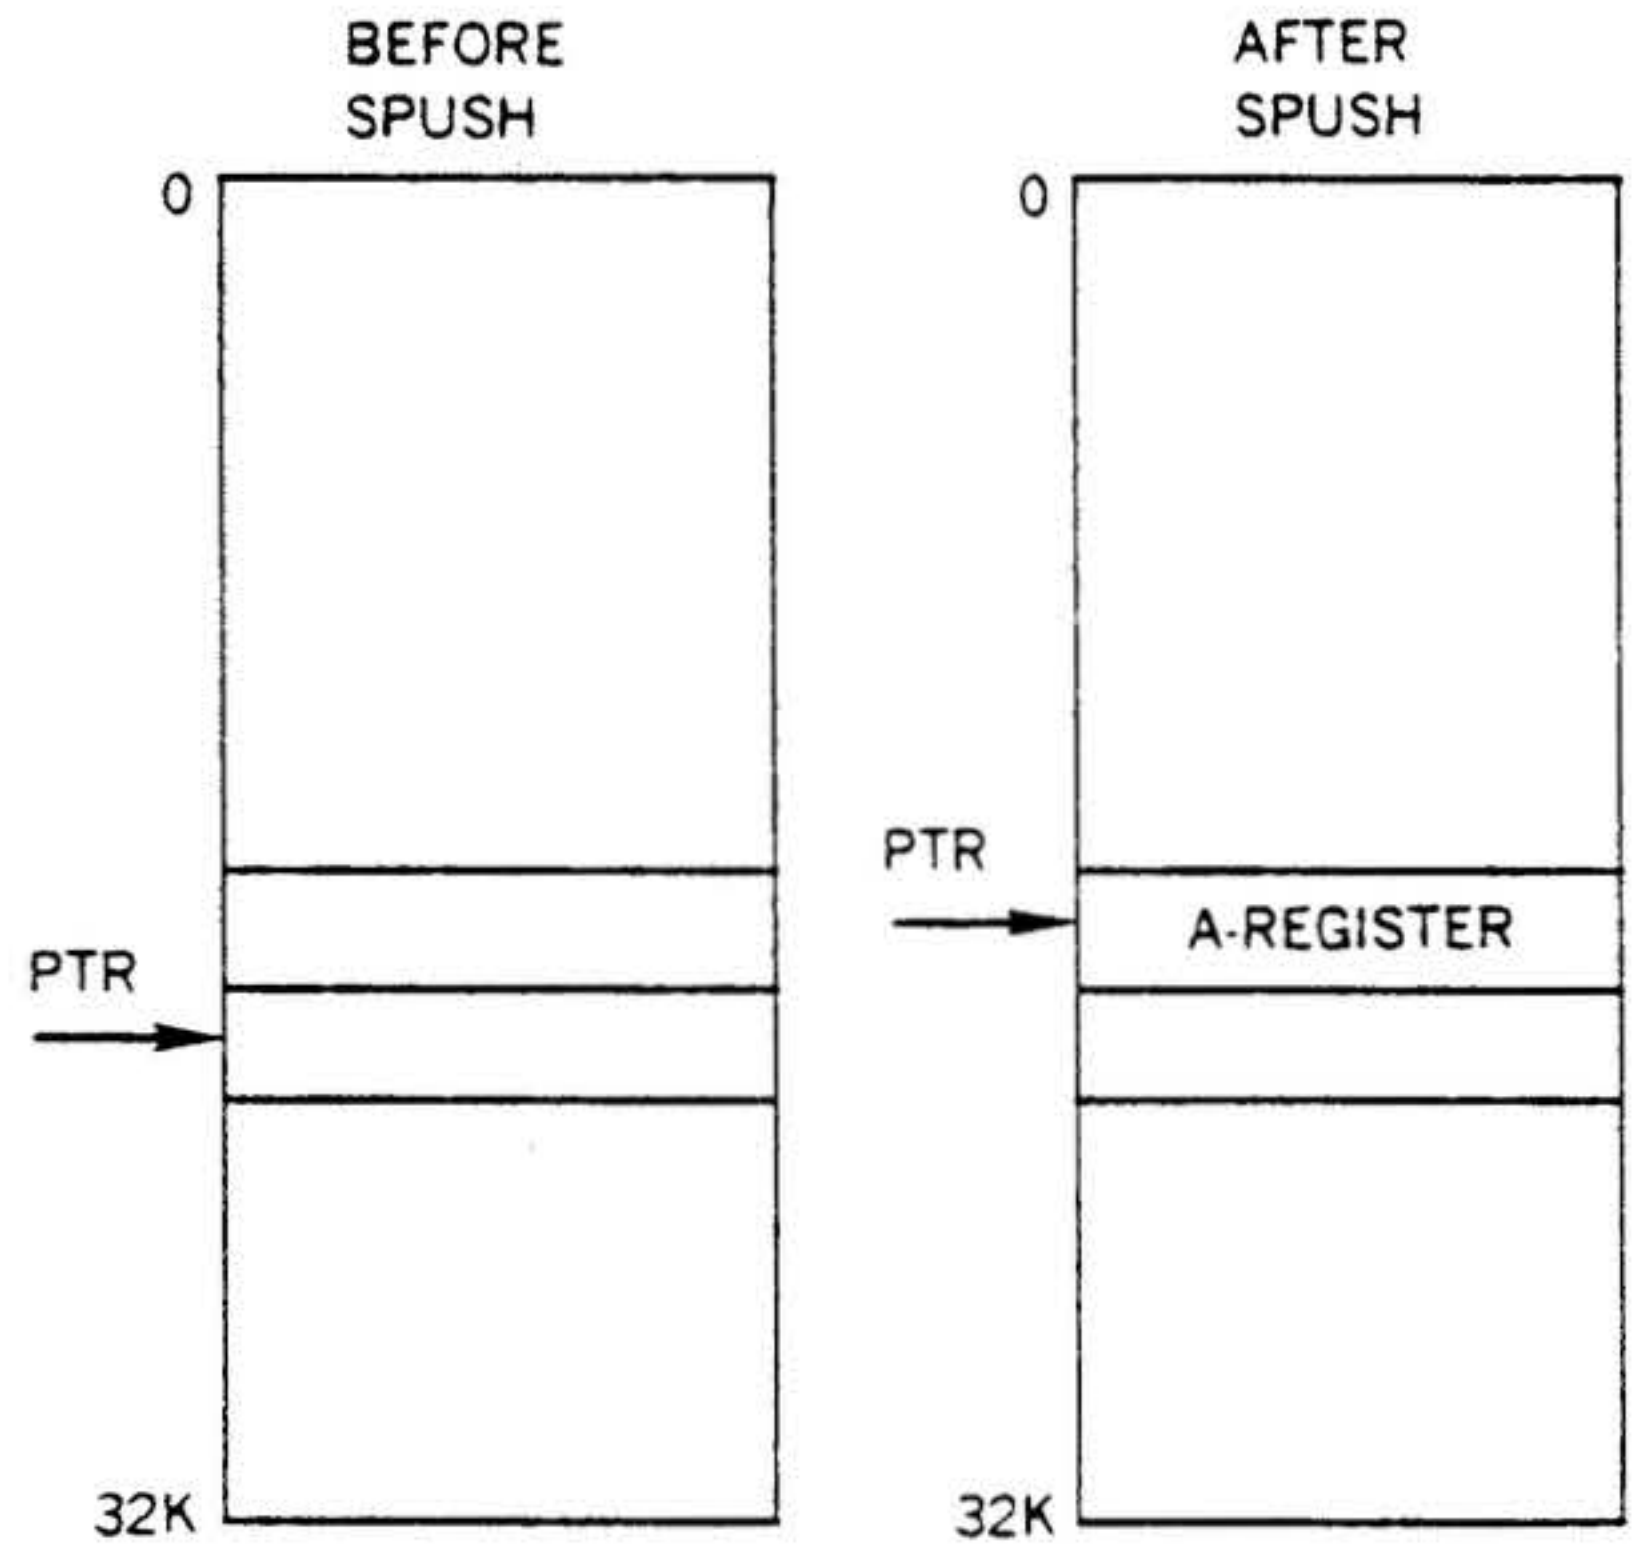 BEFORE
SPUSH
0
PTR
32K
AFTER
SPUSH
0
PTR
A-REGISTER
32K